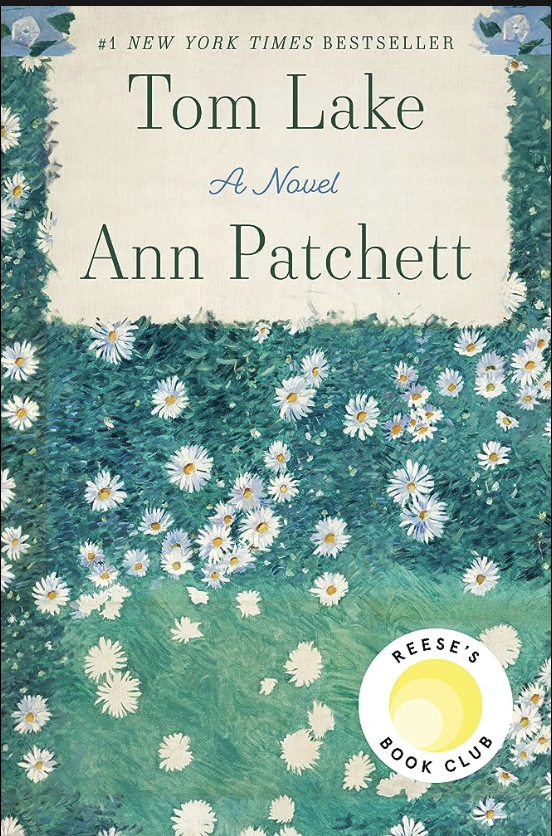 #1 NEW YORK TIMES BESTSELLER
Tom Lake
A Novel
Ann Patchett
REESE'S
BOOK CLUB